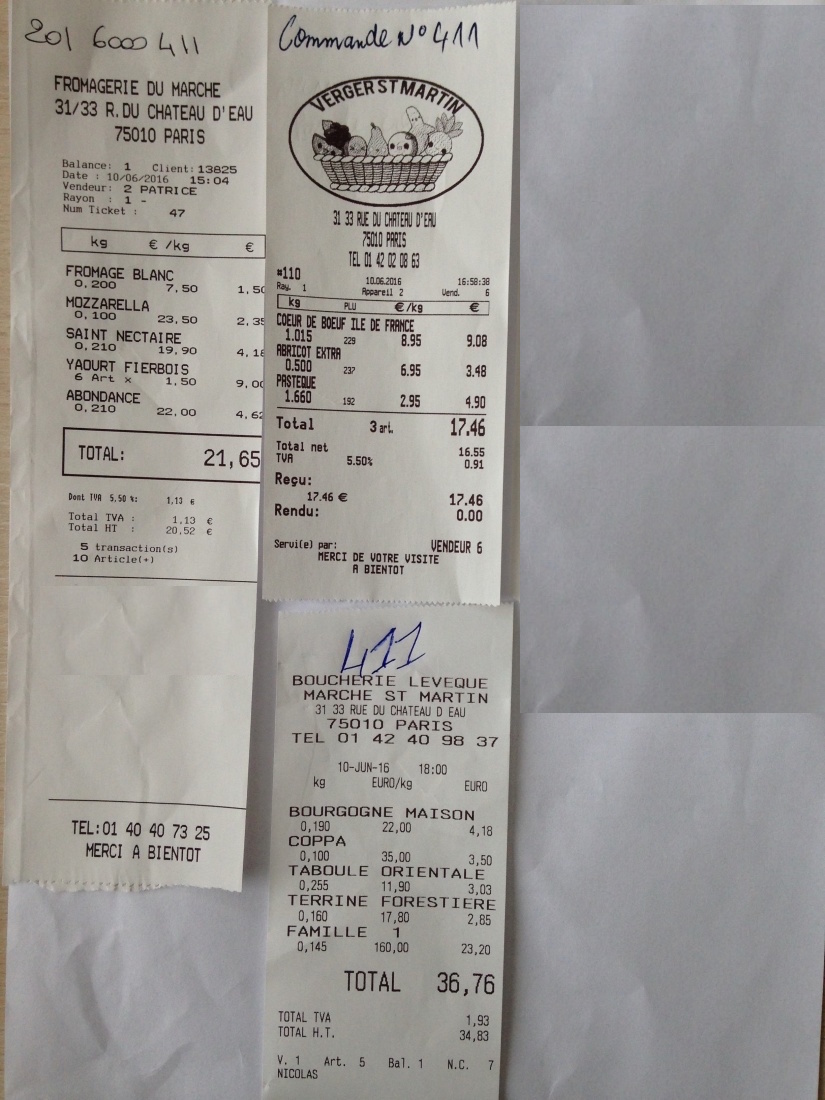 201 6000 411
FROMAGERIE DU MARCHE
31/33 R.DU CHATEAU D'EAU
75010 PARIS
Balance: 1 Client: 13825
Date : 10/06/2016 15:04
Vendeur: 2 PATRICE
Rayon : 1 -
Num Ticket : 47
kg € /kg €
FROMAGE BLANC
0,200 7,50 1,50
MOZZARELLA
0,100 23,50 2,35
SAINT NECTAIRE
0,210 19,90 4,18
YAOURT FIERBOIS
6 Art × 1,50 9,00
ABONDANCE
0,210 22,00 4,62
TOTAL: 21,65
Dont TVA 5,50 %: 1,13 €
Total TVA : 1,13 €
Total HT : 20,52 €
5 transaction(s)
10 Article(+)
TEL:01 40 40 73 25
MERCI A BIENTOT
Commande N° 411
VERGER ST MARTIN
31 33 RUE DU CHATEAU D'EAU
75010 PARIS
TEL 01 42 02 08 63
#110 10.06.2016 16:58:38
Ray. 1 Appareil 2 Vend. 6
kg PLU €/kg €
COEUR DE BOEUF ILE DE FRANCE
1.015 229 8.95 9.08
ABRICOT EXTRA
0.500 237 6.95 3.48
PASTEQUE
1.660 192 2.95 4.90
Total 3 art. 17.46
Total net 16.55
TVA 5.50% 0.91
Reçu:
17.46 € 17.46
Rendu: 0.00
Servi(e) par: VENDEUR 6
MERCI DE VOTRE VISITE
A BIENTOT
411
BOUCHERIE LEVEQUE
MARCHE ST MARTIN
31 33 RUE DU CHATEAU D EAU
75010 PARIS
TEL 01 42 40 98 37
10-JUN-16 18:00
kg EURO/kg EURO
BOURGOGNE MAISON
0,190 22,00 4,18
COPPA
0,100 35,00 3,50
TABOULE ORIENTALE
0,255 11,90 3,03
TERRINE FORESTIERE
0,160 17,80 2,85
FAMILLE 1
0,145 160,00 23,20
TOTAL 36,76
TOTAL TVA 1,93
TOTAL H.T. 34,83
V. 1 Art. 5 Bal. 1 N.C. 7
NICOLAS